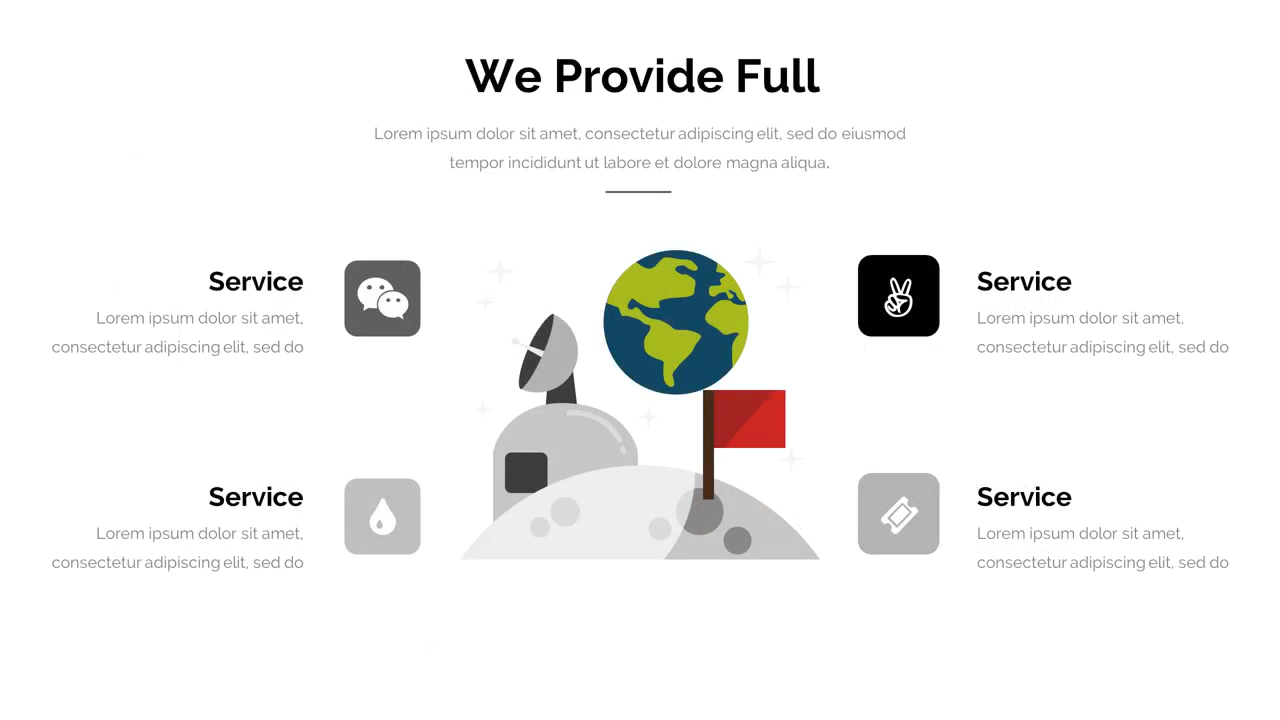 We Provide Full
Lorem ipsum dolor sit amet, consectetur adipiscing elit, sed do eiusmod
tempor incididunt ut labore et dolore magna aliqua.
Service
Lorem ipsum dolor sit amet,
consectetur adipiscing elit, sed do
Service
Lorem ipsum dolor sit amet,
consectetur adipiscing elit, sed do
Service
Lorem ipsum dolor sit amet,
consectetur adipiscing elit, sed do
Service
Lorem ipsum dolor sit amet,
consectetur adipiscing elit, sed do